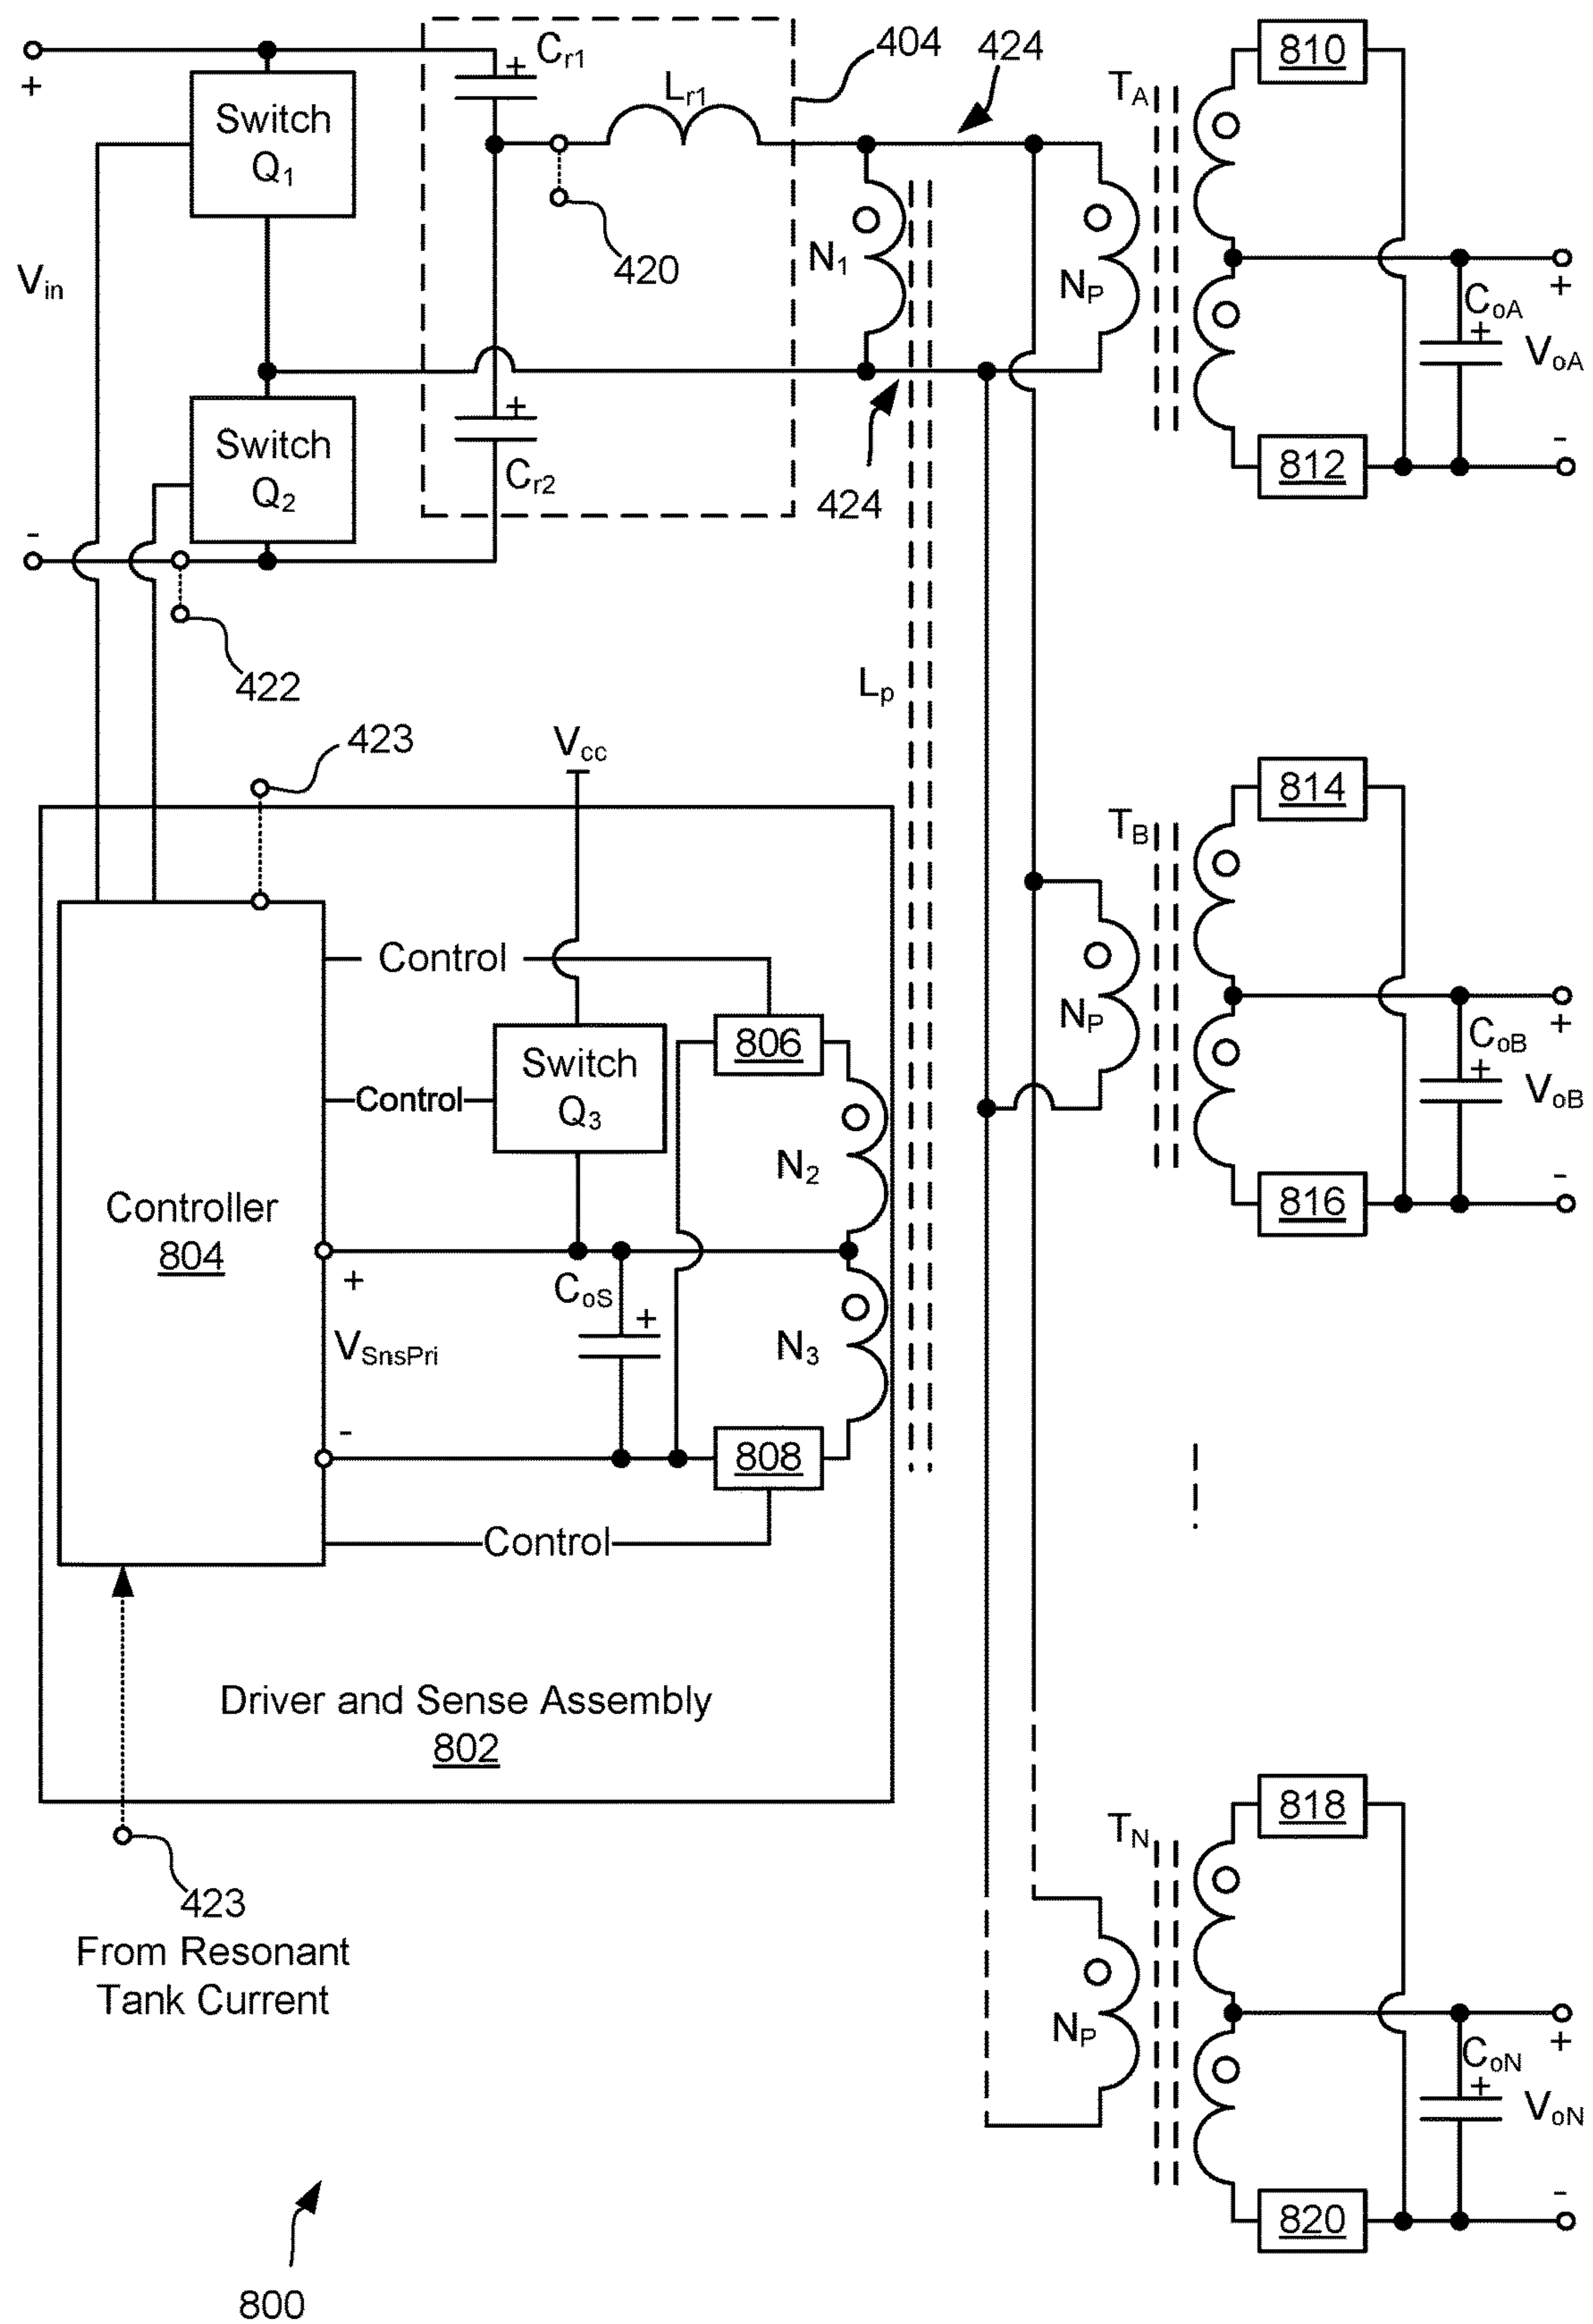 +
Switch
Q1
Vin
Switch
Q2
-
Cr1
+
Lr1
404
420
+
Cr2
422
424
424
N1
NP
TA
810
+
CoA
+
VoA
-
812
Lp
423
Vcc
Control
Control
Switch
Q3
806
N2
Controller
804
+
CoS
+
VSnsPri
N3
-
808
Control
Driver and Sense Assembly
802
423
From Resonant
Tank Current
TB
814
NP
+
CoB
+
VoB
-
816
TN
818
NP
+
CoN
+
VoN
-
820
800